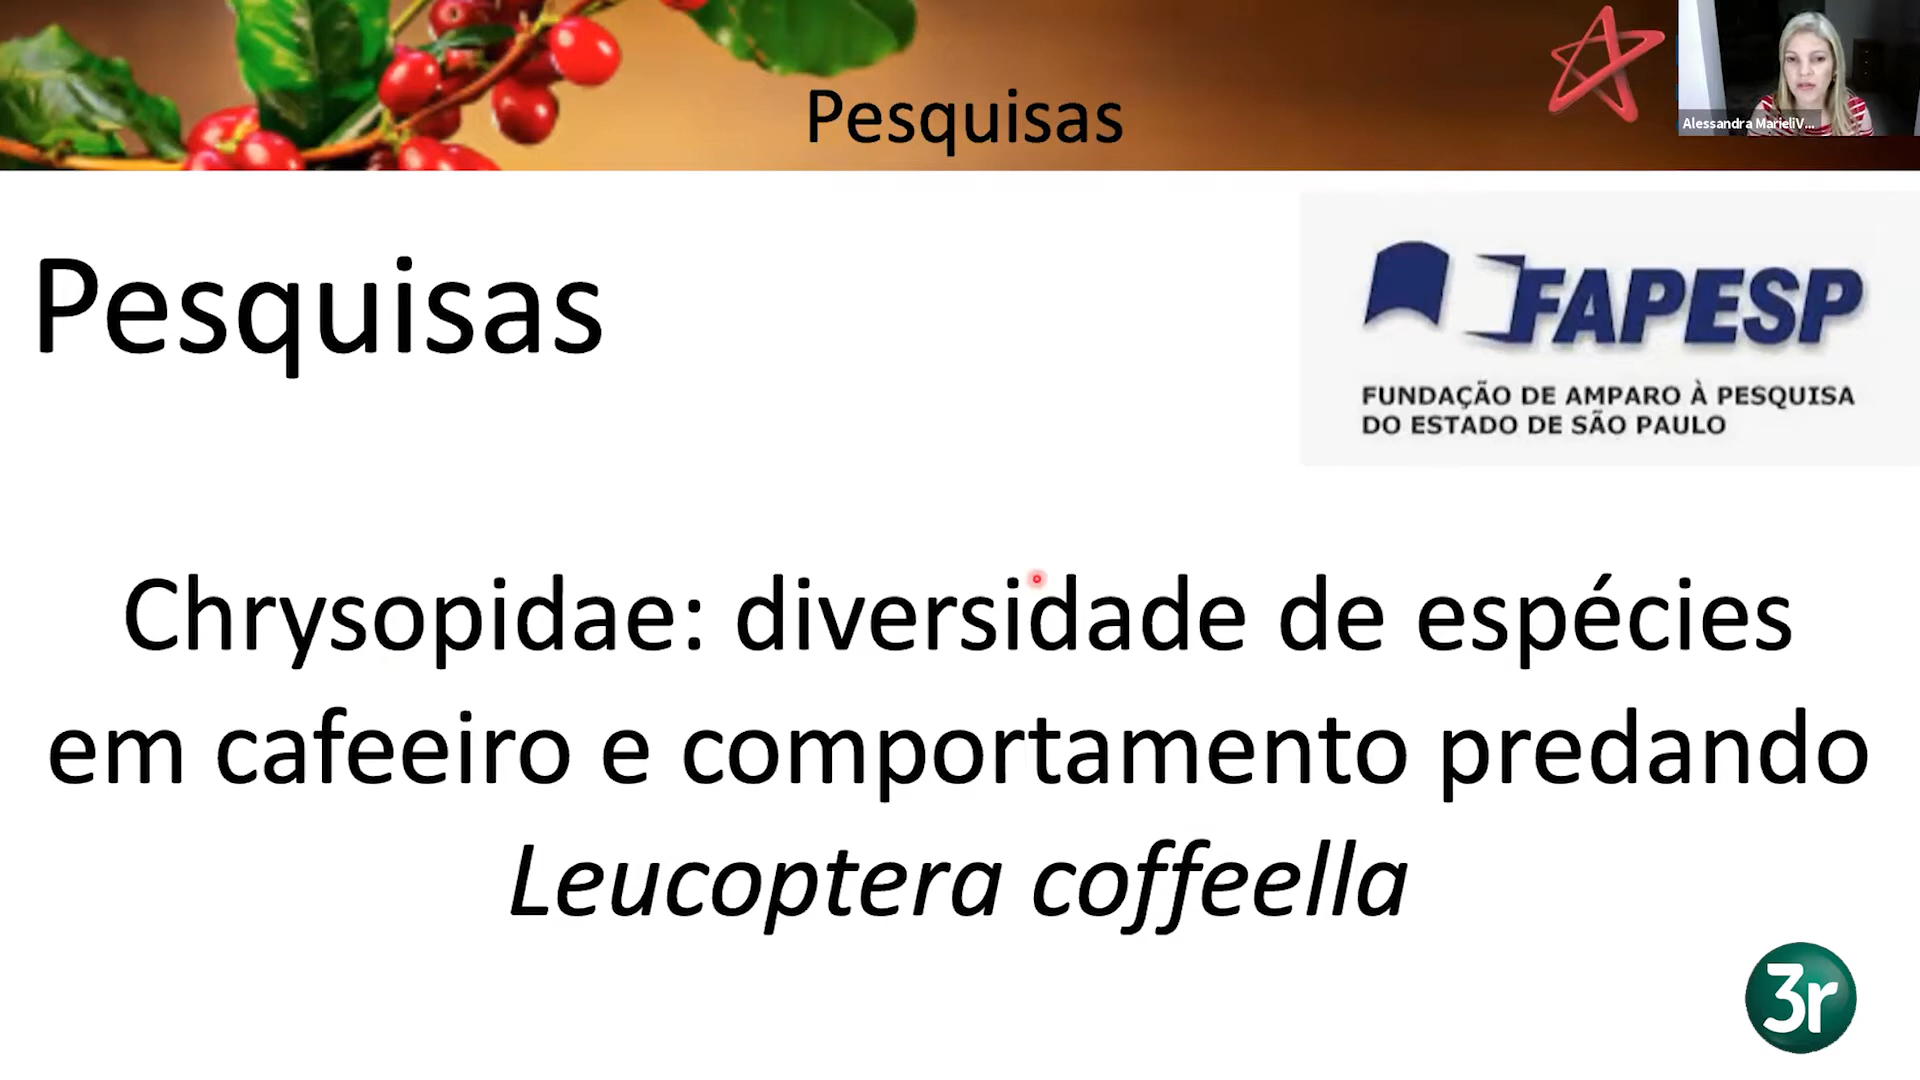 Pesquisas
Alessandra MarieliV...
Pesquisas
FAPESP
FUNDAÇÃO DE AMPARO À PESQUISA
DO ESTADO DE SÃO PAULO
Chrysopidae: diversidade de espécies
em cafeeiro e comportamento predando
Leucoptera coffeella
3r